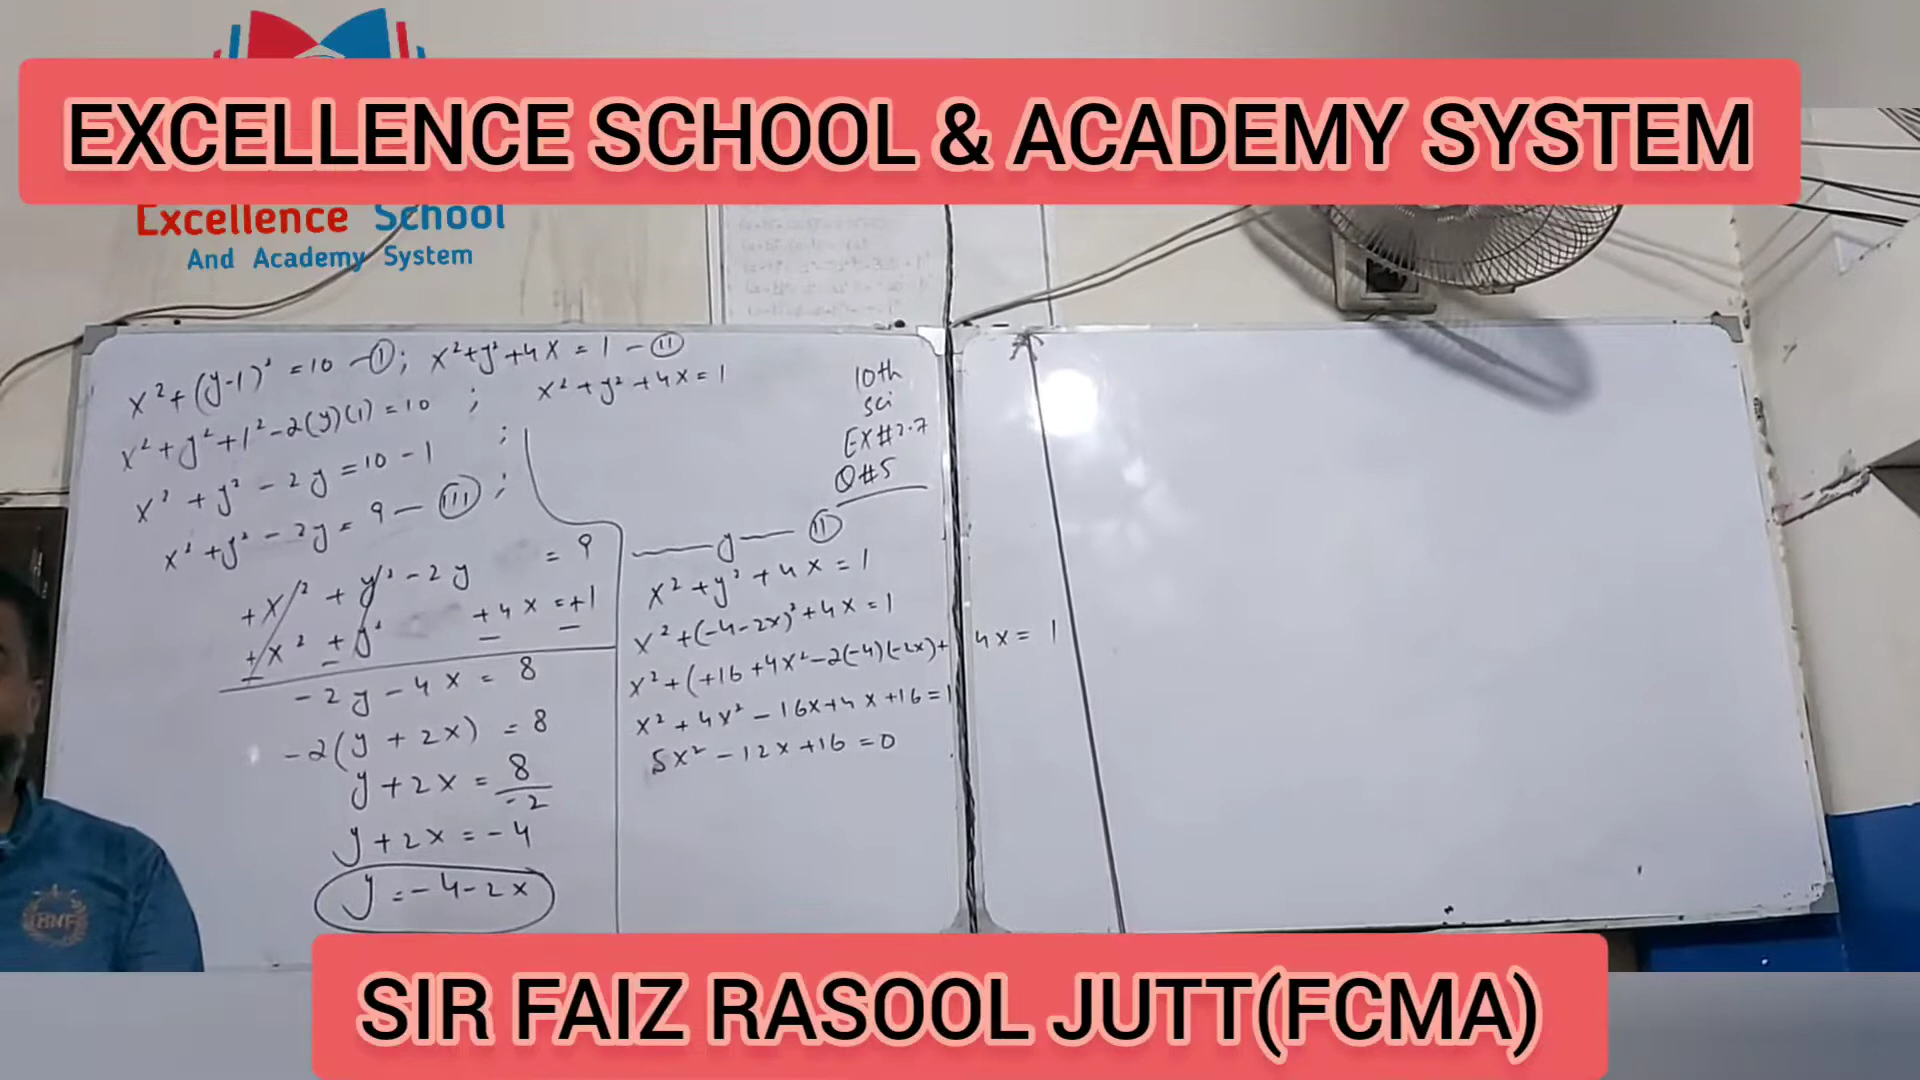 EXCELLENCE SCHOOL & ACADEMY SYSTEM
Excellence School
And Academy System
x² + (y-1)² = 10 - (I) ; x² + y² + 4x = 1 - (II)
x² + y² + 1² - 2(y)(1) = 10 ; x² + y² + 4x = 1
x² + y² - 2y = 10 - 1 ;
x² + y² - 2y = 9 - (III) ;
+x² + y² - 2y = 9
+x² + y² +4x = +1
- - - -
-2y - 4x = 8
-2(y + 2x) = 8
y + 2x = 8/-2
y + 2x = -4
y = -4-2x
10th
sci
EX#2.7
Q#5
y (II)
x² + y² + 4x = 1
x² + (-4-2x)² + 4x = 1
x² + (+16 + 4x² - 2(-4)(-2x) + 4x = 1
x² + 4x² - 16x + 4x + 16 = 1
5x² - 12x + 16 = 0
BNF
SIR FAIZ RASOOL JUTT(FCMA)